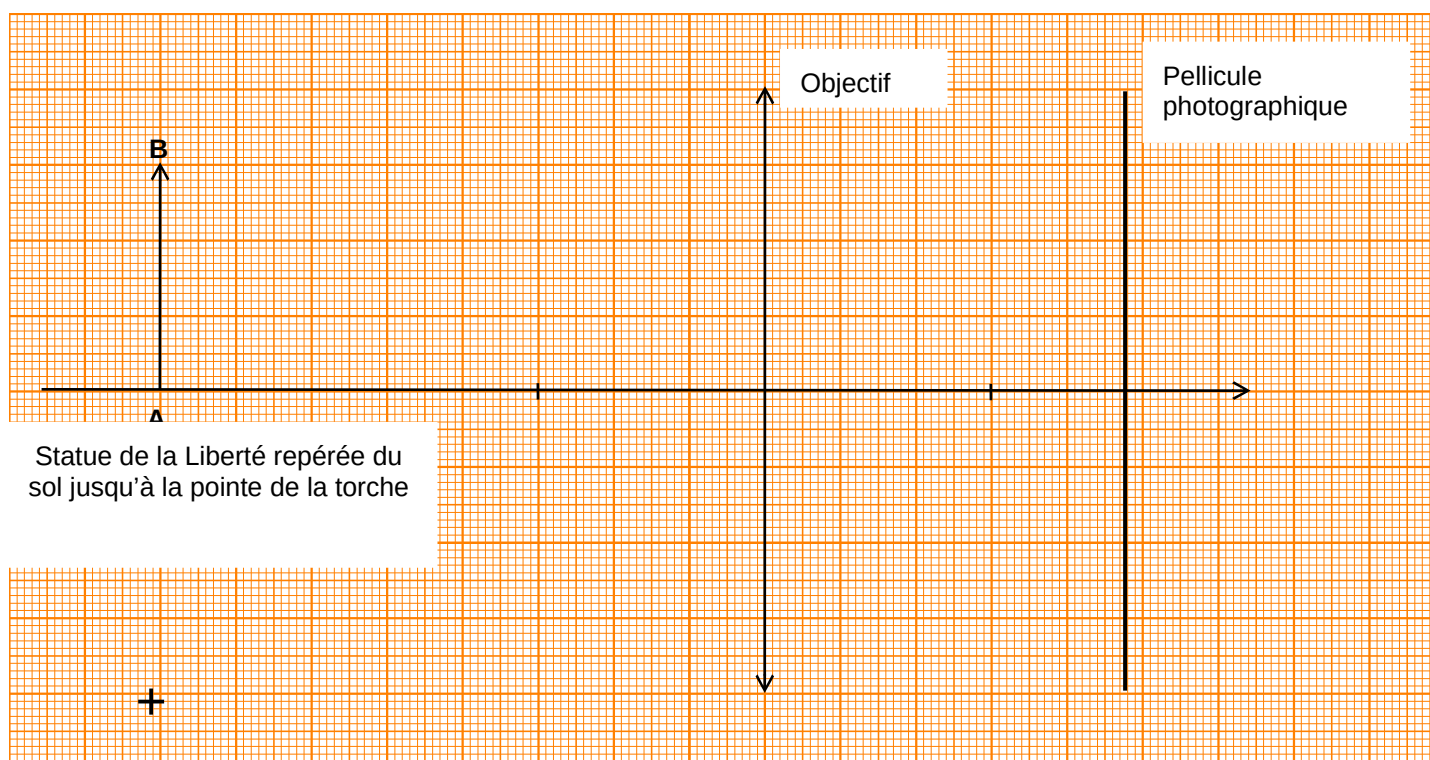 Objectif
Pellicule
photographique
B
A
Statue de la Liberté repérée du
sol jusqu’à la pointe de la torche